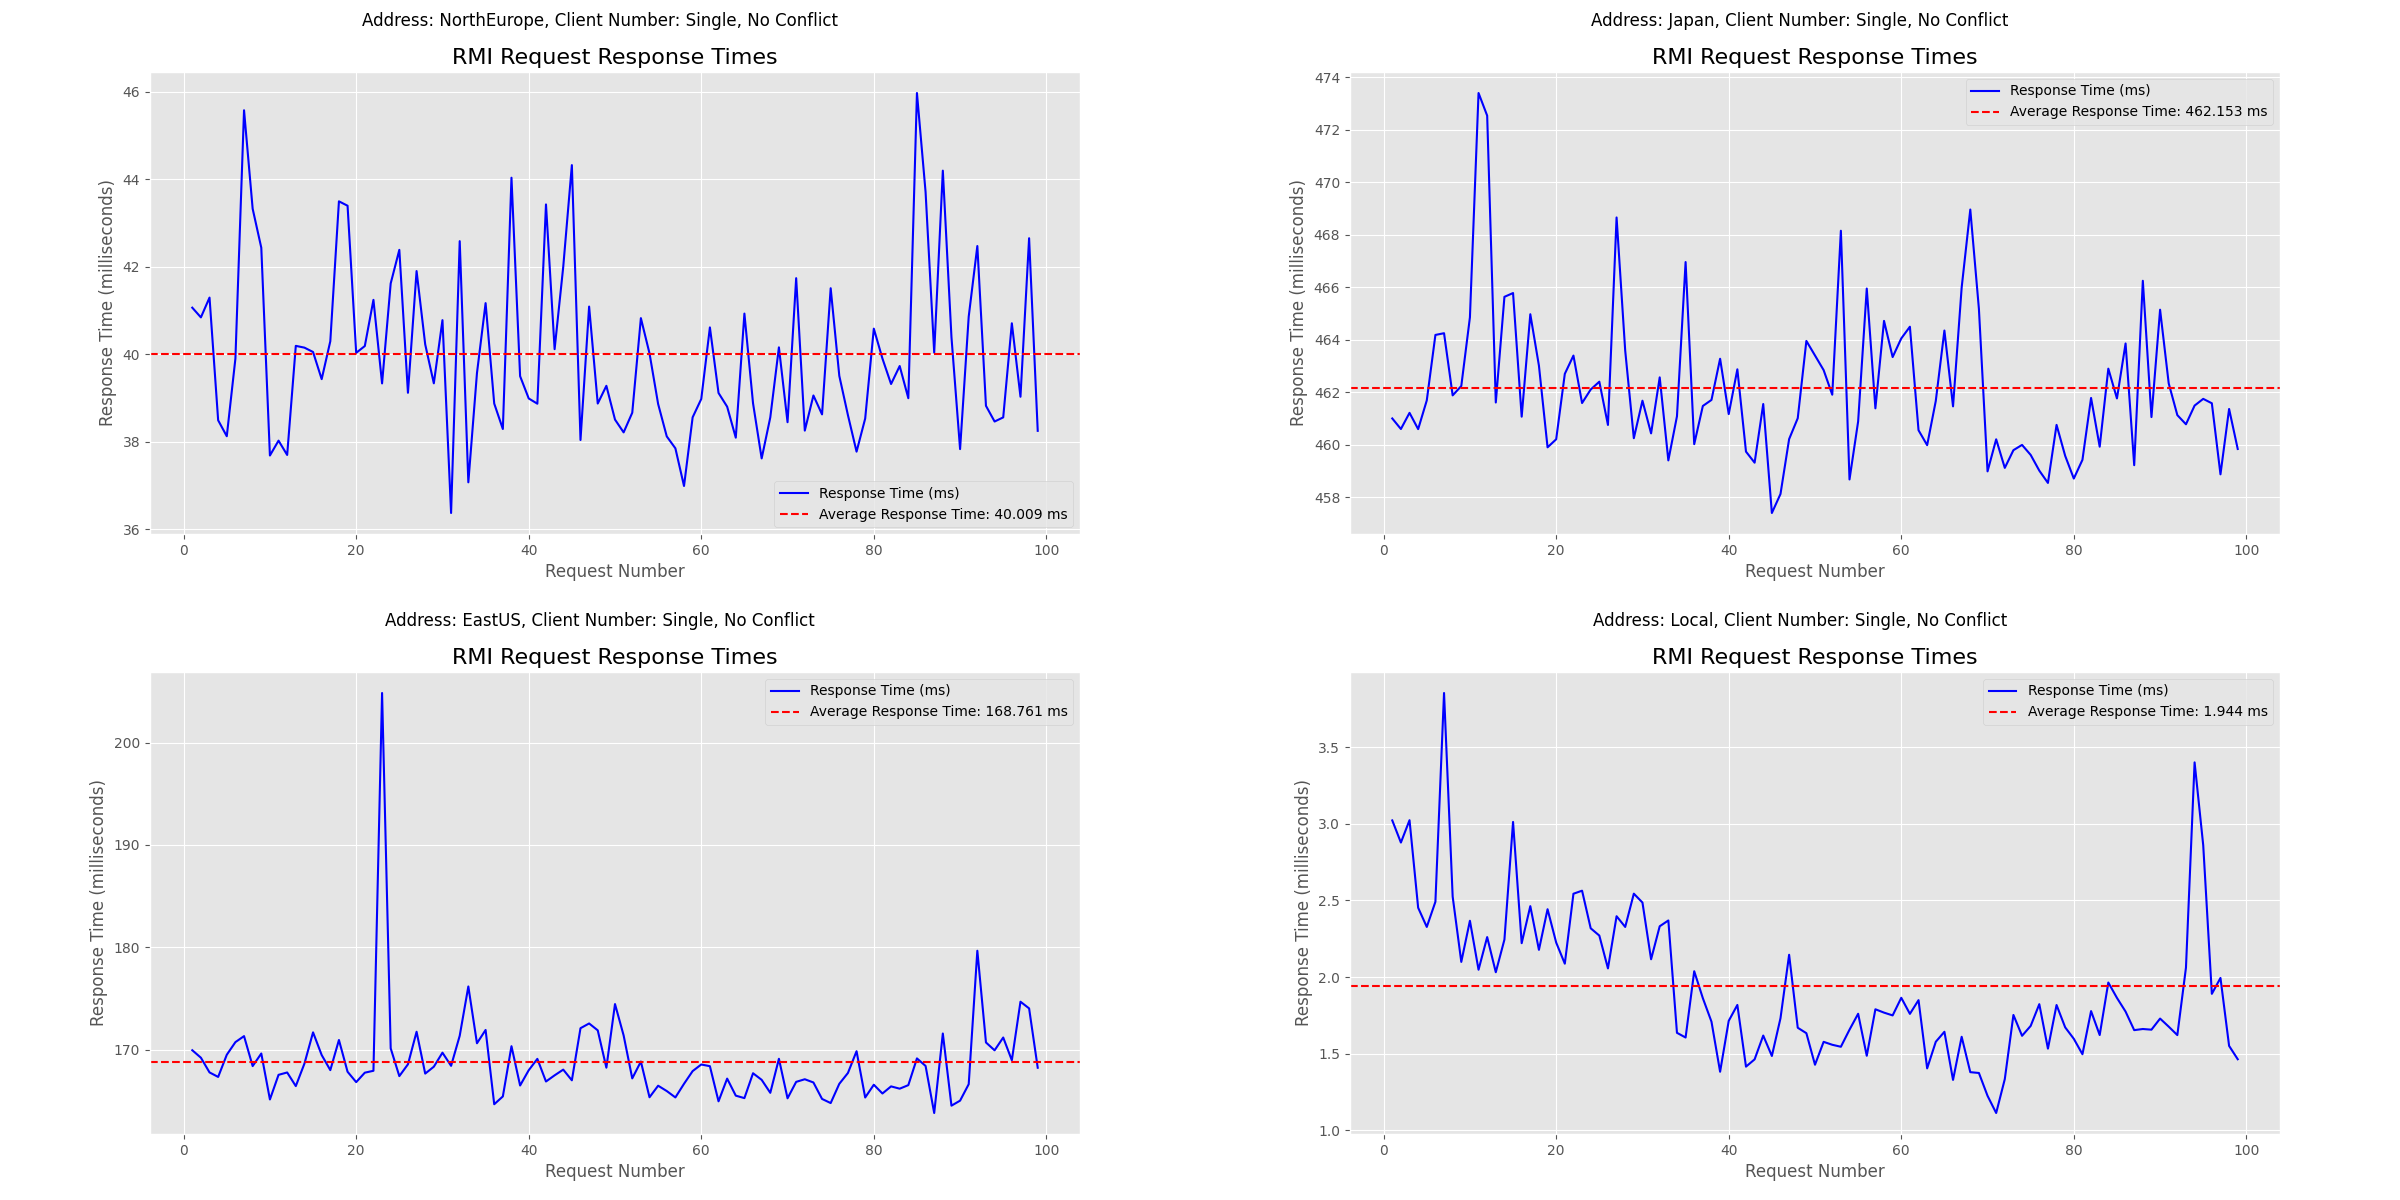 Address: NorthEurope, Client Number: Single, No Conflict
RMI Request Response Times
46
44
42
40
38
36
Response Time (milliseconds)
Response Time (ms)
Average Response Time: 40.009 ms
0 20 40 60 80 100
Request Number
Address: Japan, Client Number: Single, No Conflict
RMI Request Response Times
474
472
470
468
466
464
462
460
458
Response Time (milliseconds)
Response Time (ms)
Average Response Time: 462.153 ms
0 20 40 60 80 100
Request Number
Address: EastUS, Client Number: Single, No Conflict
RMI Request Response Times
200
190
180
170
Response Time (milliseconds)
Response Time (ms)
Average Response Time: 168.761 ms
0 20 40 60 80 100
Request Number
Address: Local, Client Number: Single, No Conflict
RMI Request Response Times
3.5
3.0
2.5
2.0
1.5
1.0
Response Time (milliseconds)
Response Time (ms)
Average Response Time: 1.944 ms
0 20 40 60 80 100
Request Number